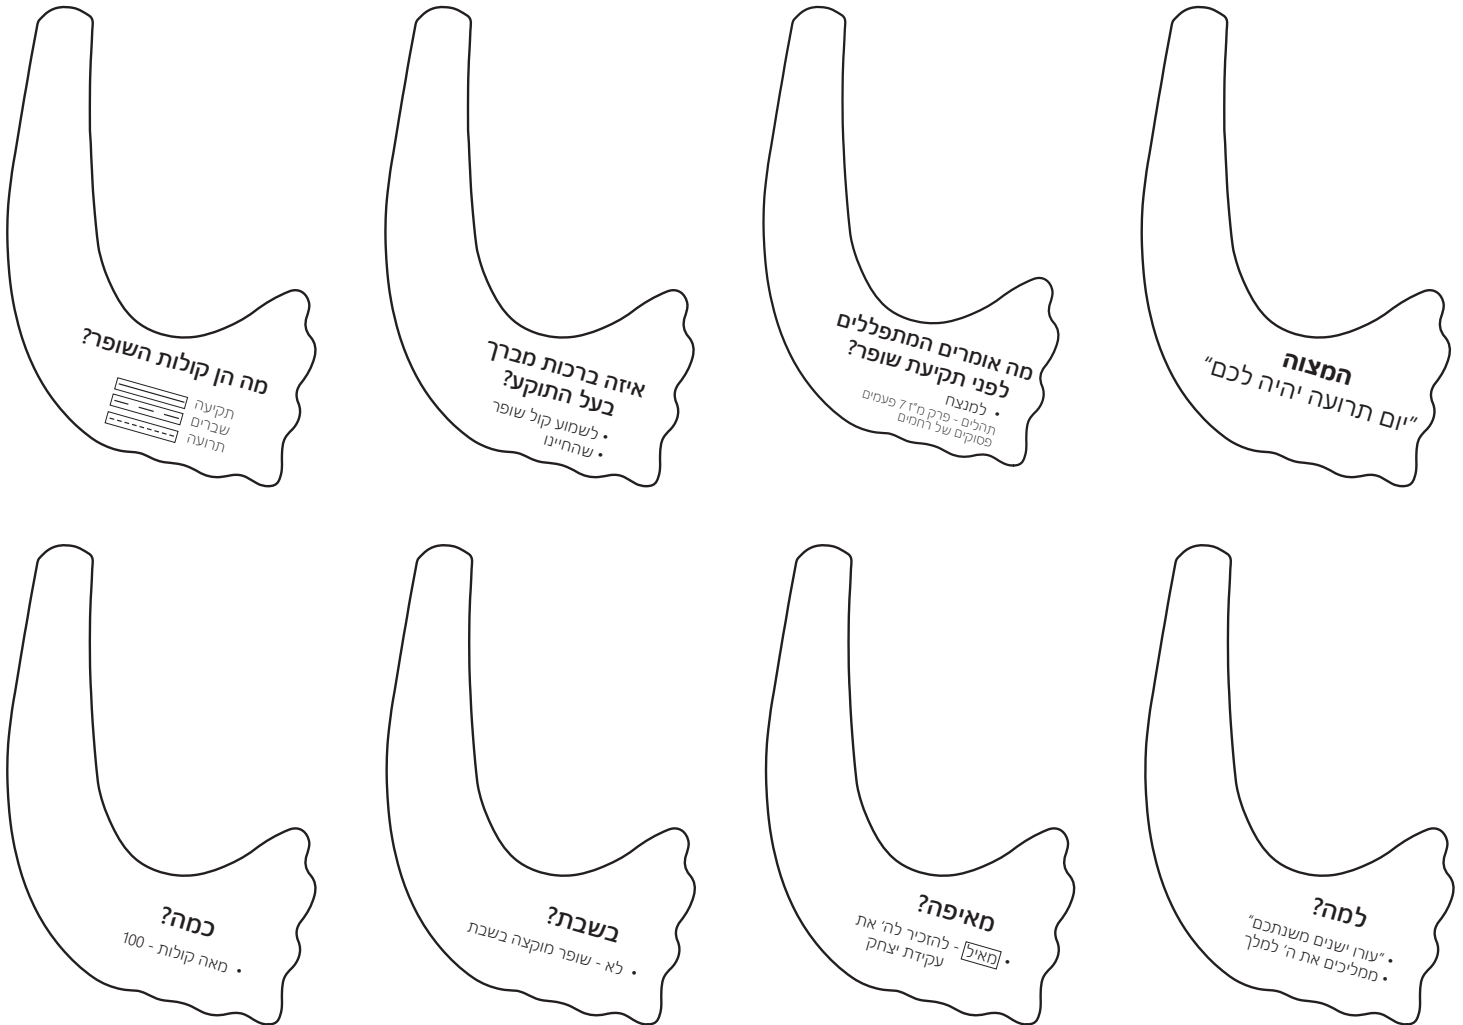 המצוה
"יום תרועה יהיה לכם"
מה אומרים המתפללים
לפני תקיעת שופר?
• למנצח
תהלים - פרק מ"ז 7 פעמים
פסוקים של רחמים
איזה ברכות מברך
בעל התוקע?
• לשמוע קול שופר
• שהחיינו
מה הן קולות השופר?
תקיעה
שברים
תרועה
למה?
• "עורו ישנים משנתכם"
• ממליכים את ה' למלך
מאיפה?
• מאיל - להזכיר לה' את
עקידת יצחק
בשבת?
• לא - שופר מוקצה בשבת
כמה?
• מאה קולות - 100